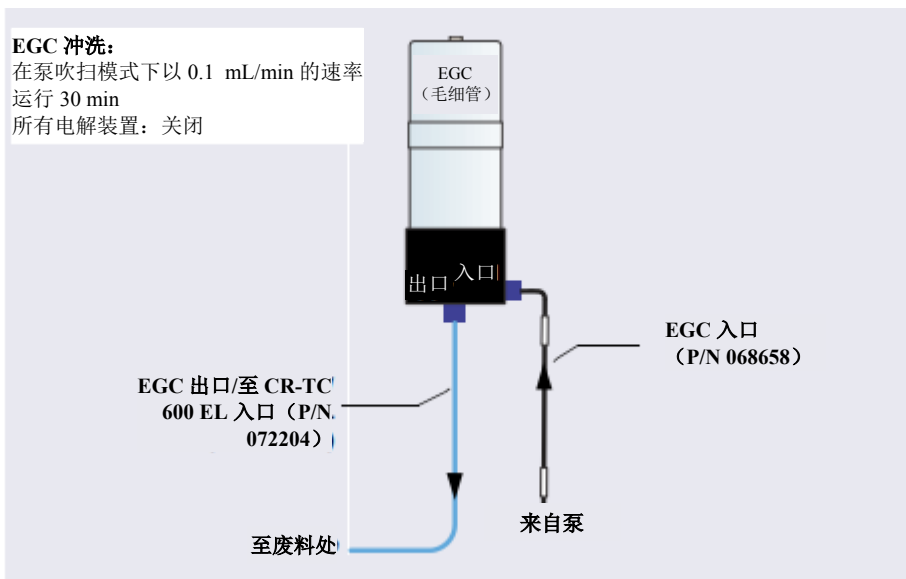 EGC 冲洗：
在泵吹扫模式下以 0.1 mL/min 的速率
运行 30 min
所有电解装置：关闭
EGC
（毛细管）
出口
入口
EGC 入口
（P/N 068658）
EGC 出口/至 CR-TC
600 EL 入口（P/N
072204）
来自泵
至废料处